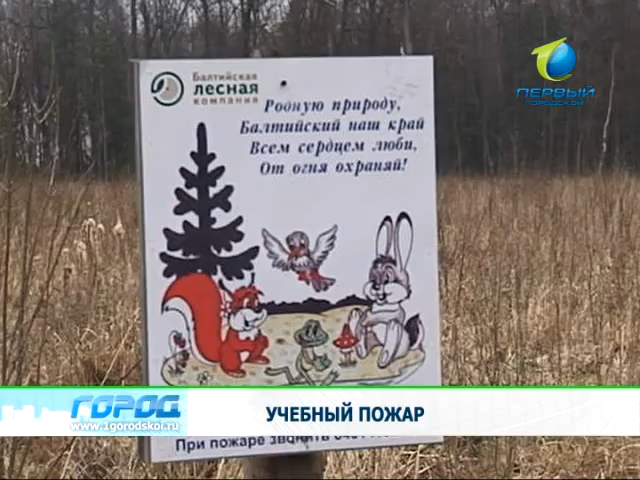 Балтийская
лесная
компания
Родную природу,
Балтийский наш край
Всем сердцем люби,
От огня охраняй!
ПЕРВЫЙ
ГОРОДСКОЙ
ГОРОД
www.1gorodskoi.ru
УЧЕБНЫЙ ПОЖАР
При пожаре звонить